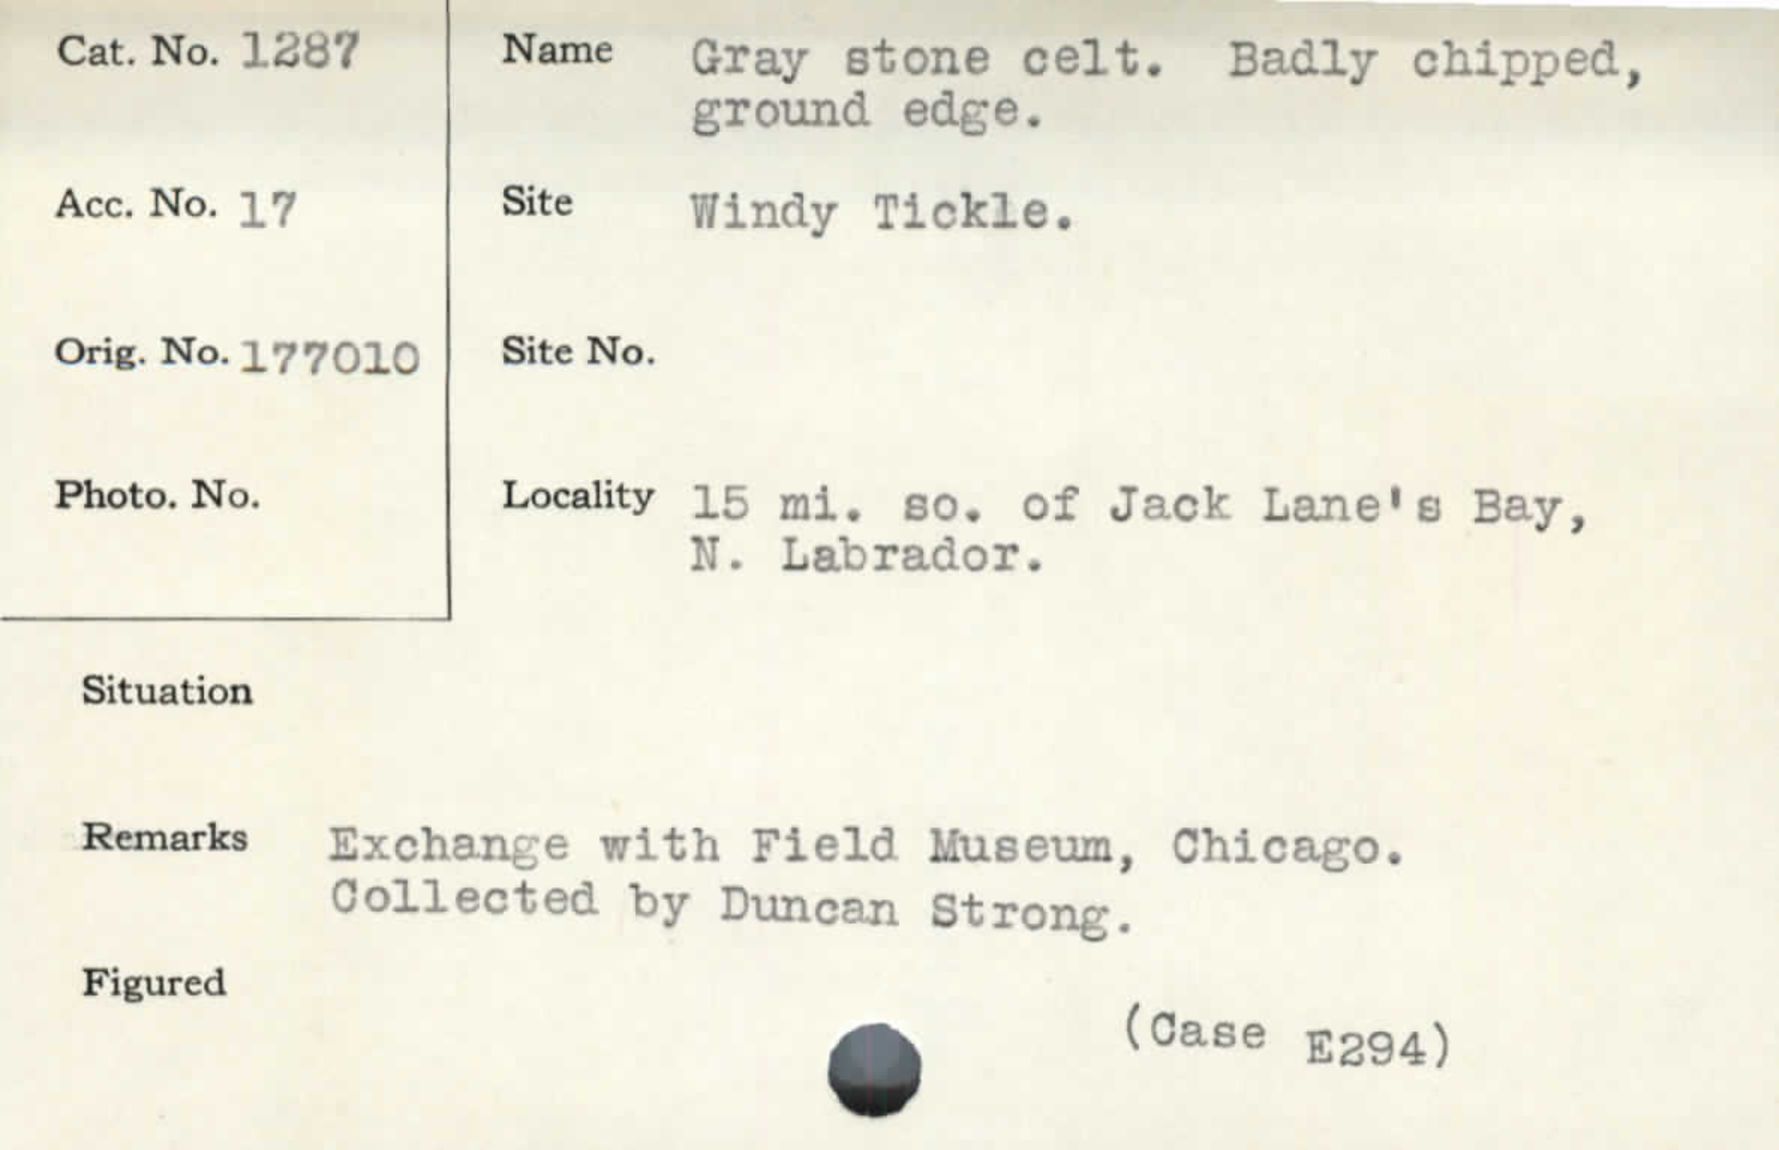 Cat. No. 1287
Name Gray stone celt. Badly chipped,
ground edge.
Acc. No. 17
Site Windy Tickle.
Orig. No. 177010
Site No.
Photo. No.
Locality 15 mi. so. of Jack Lane's Bay,
N. Labrador.
Situation
Remarks Exchange with Field Museum, Chicago.
Collected by Duncan Strong.
Figured
(Case E294)